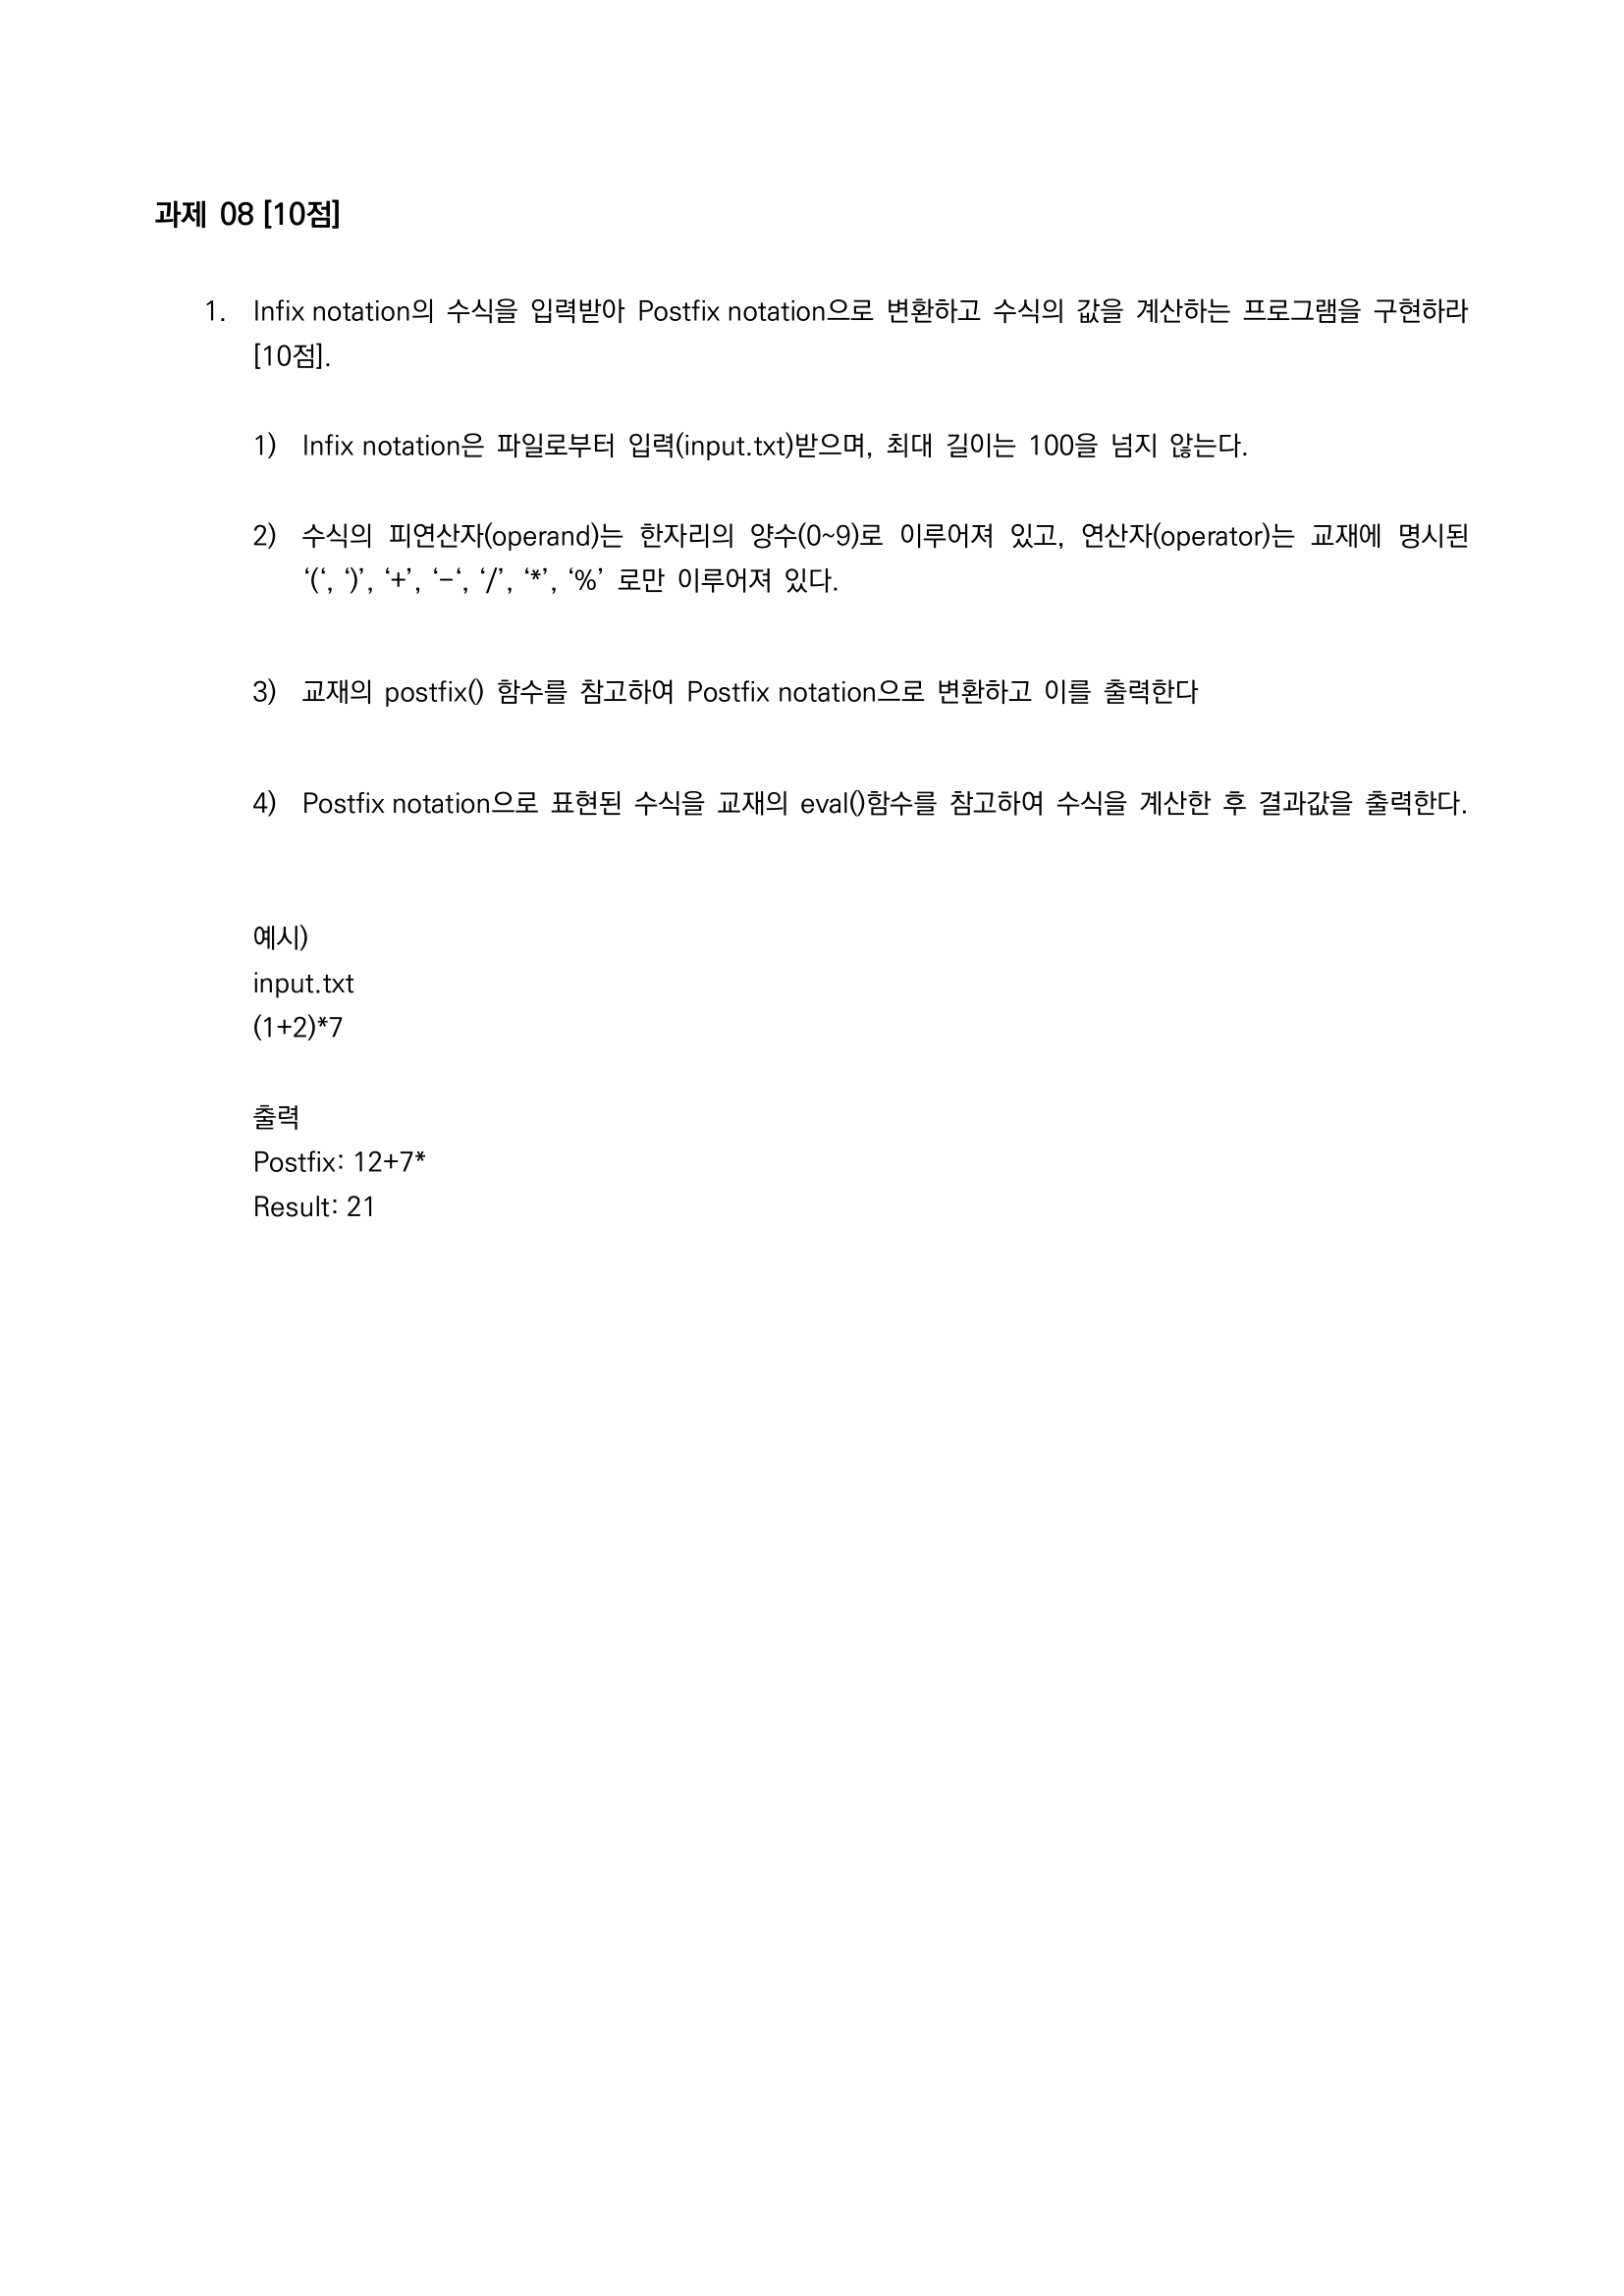 과제 08 [10점]
1. Infix notation의 수식을 입력받아 Postfix notation으로 변환하고 수식의 값을 계산하는 프로그램을 구현하라
[10점].
1) Infix notation은 파일로부터 입력(input.txt)받으며, 최대 길이는 100을 넘지 않는다.
2) 수식의 피연산자(operand)는 한자리의 양수(0~9)로 이루어져 있고, 연산자(operator)는 교재에 명시된
‘(‘, ‘)’, ‘+’, ‘-‘, ‘/’, ‘*’, ‘%’ 로만 이루어져 있다.
3) 교재의 postfix() 함수를 참고하여 Postfix notation으로 변환하고 이를 출력한다
4) Postfix notation으로 표현된 수식을 교재의 eval()함수를 참고하여 수식을 계산한 후 결과값을 출력한다.
예시)
input.txt
(1+2)*7
출력
Postfix: 12+7*
Result: 21